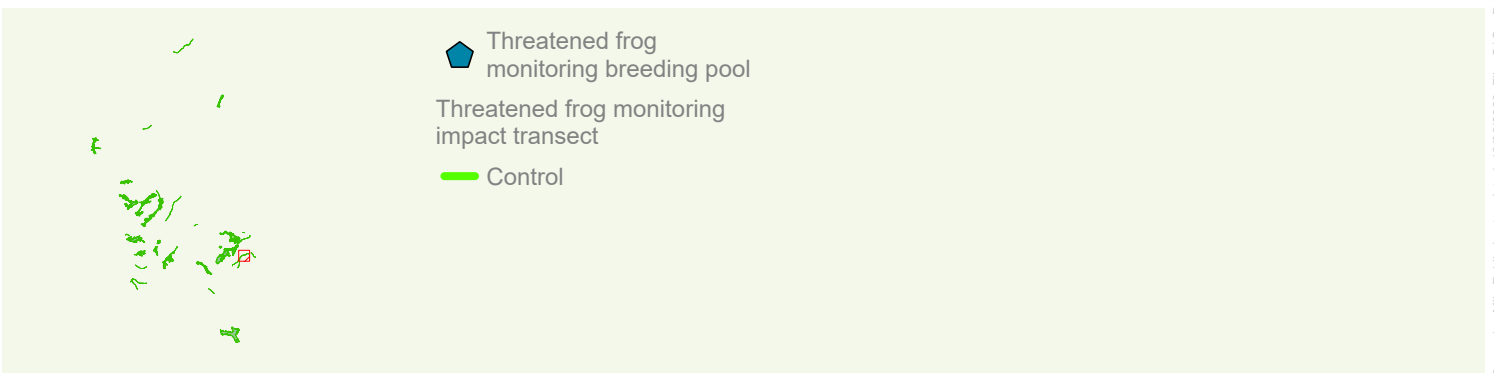 Threatened frog
monitoring breeding pool
Threatened frog monitoring
impact transect
Control